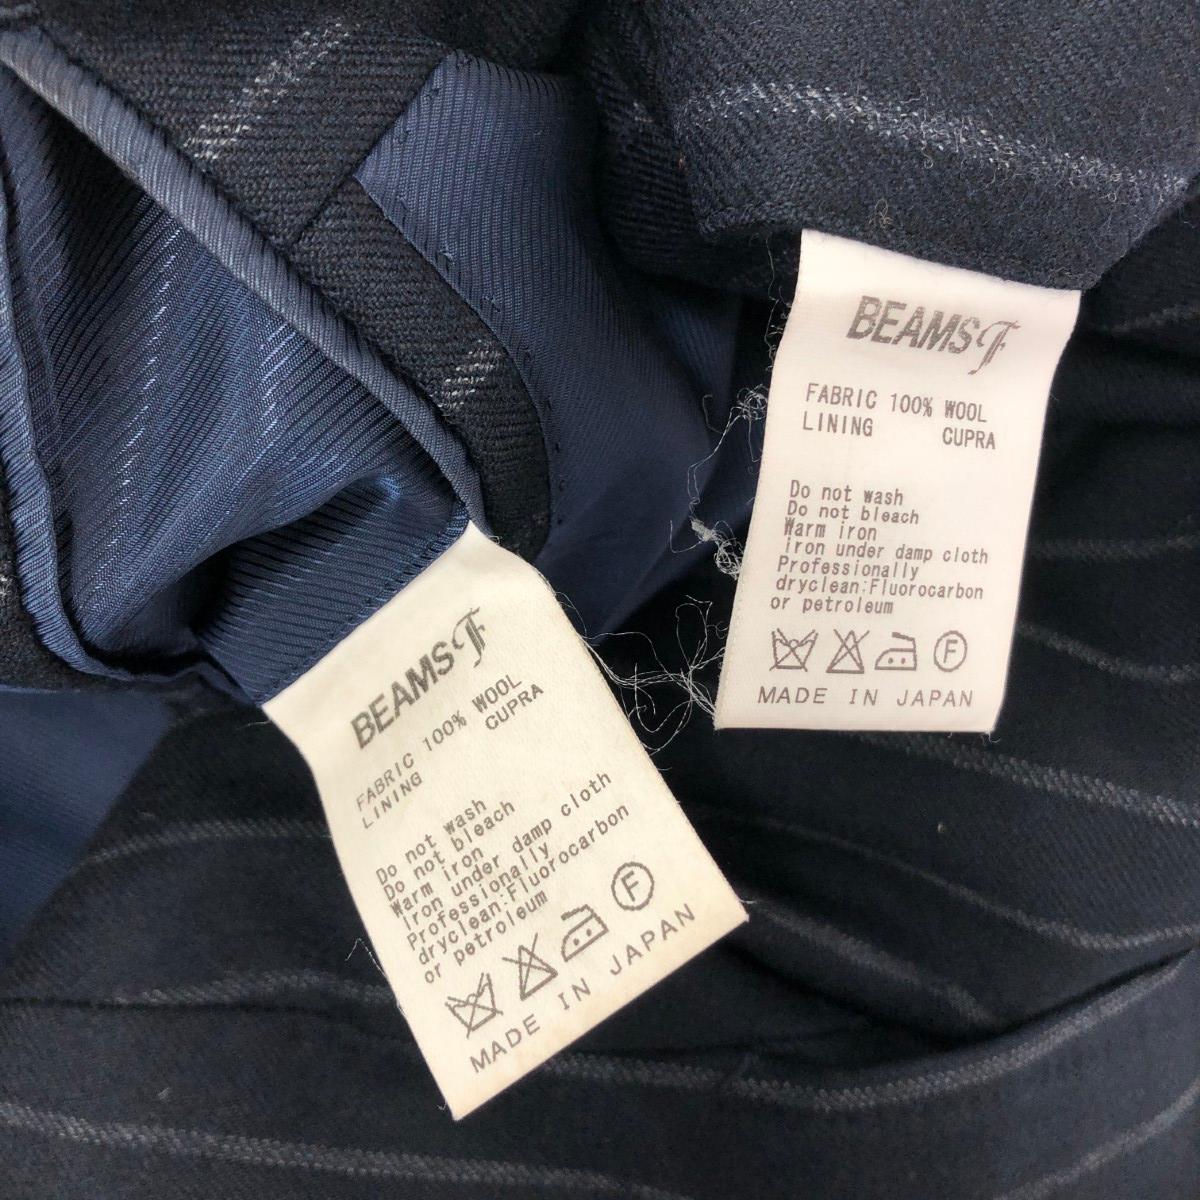 BEAMS F
FABRIC 100% WOOL
LINING CUPRA
Do not wash
Do not bleach
Warm iron
iron under damp cloth
Professionally
dryclean:Fluorocarbon
or petroleum
F
MADE IN JAPAN
BEAMS F
FABRIC 100% WOOL
LINING CUPRA
Do not wash
Do not bleach
Warm iron
iron under damp cloth
Professionally
dryclean:Fluorocarbon
or petroleum
F
MADE IN JAPAN